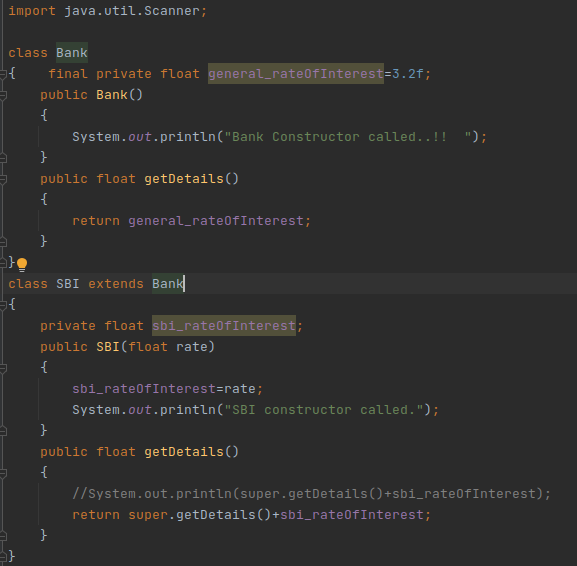 import java.util.Scanner;
class Bank
{    final private float general_rateOfInterest=3.2f;
    public Bank()
    {
        System.out.println("Bank Constructor called..!!  ");
    }
    public float getDetails()
    {
        return general_rateOfInterest;
    }
}
class SBI extends Bank
{
    private float sbi_rateOfInterest;
    public SBI(float rate)
    {
        sbi_rateOfInterest=rate;
        System.out.println("SBI constructor called.");
    }
    public float getDetails()
    {
        //System.out.println(super.getDetails()+sbi_rateOfInterest);
        return super.getDetails()+sbi_rateOfInterest;
    }
}